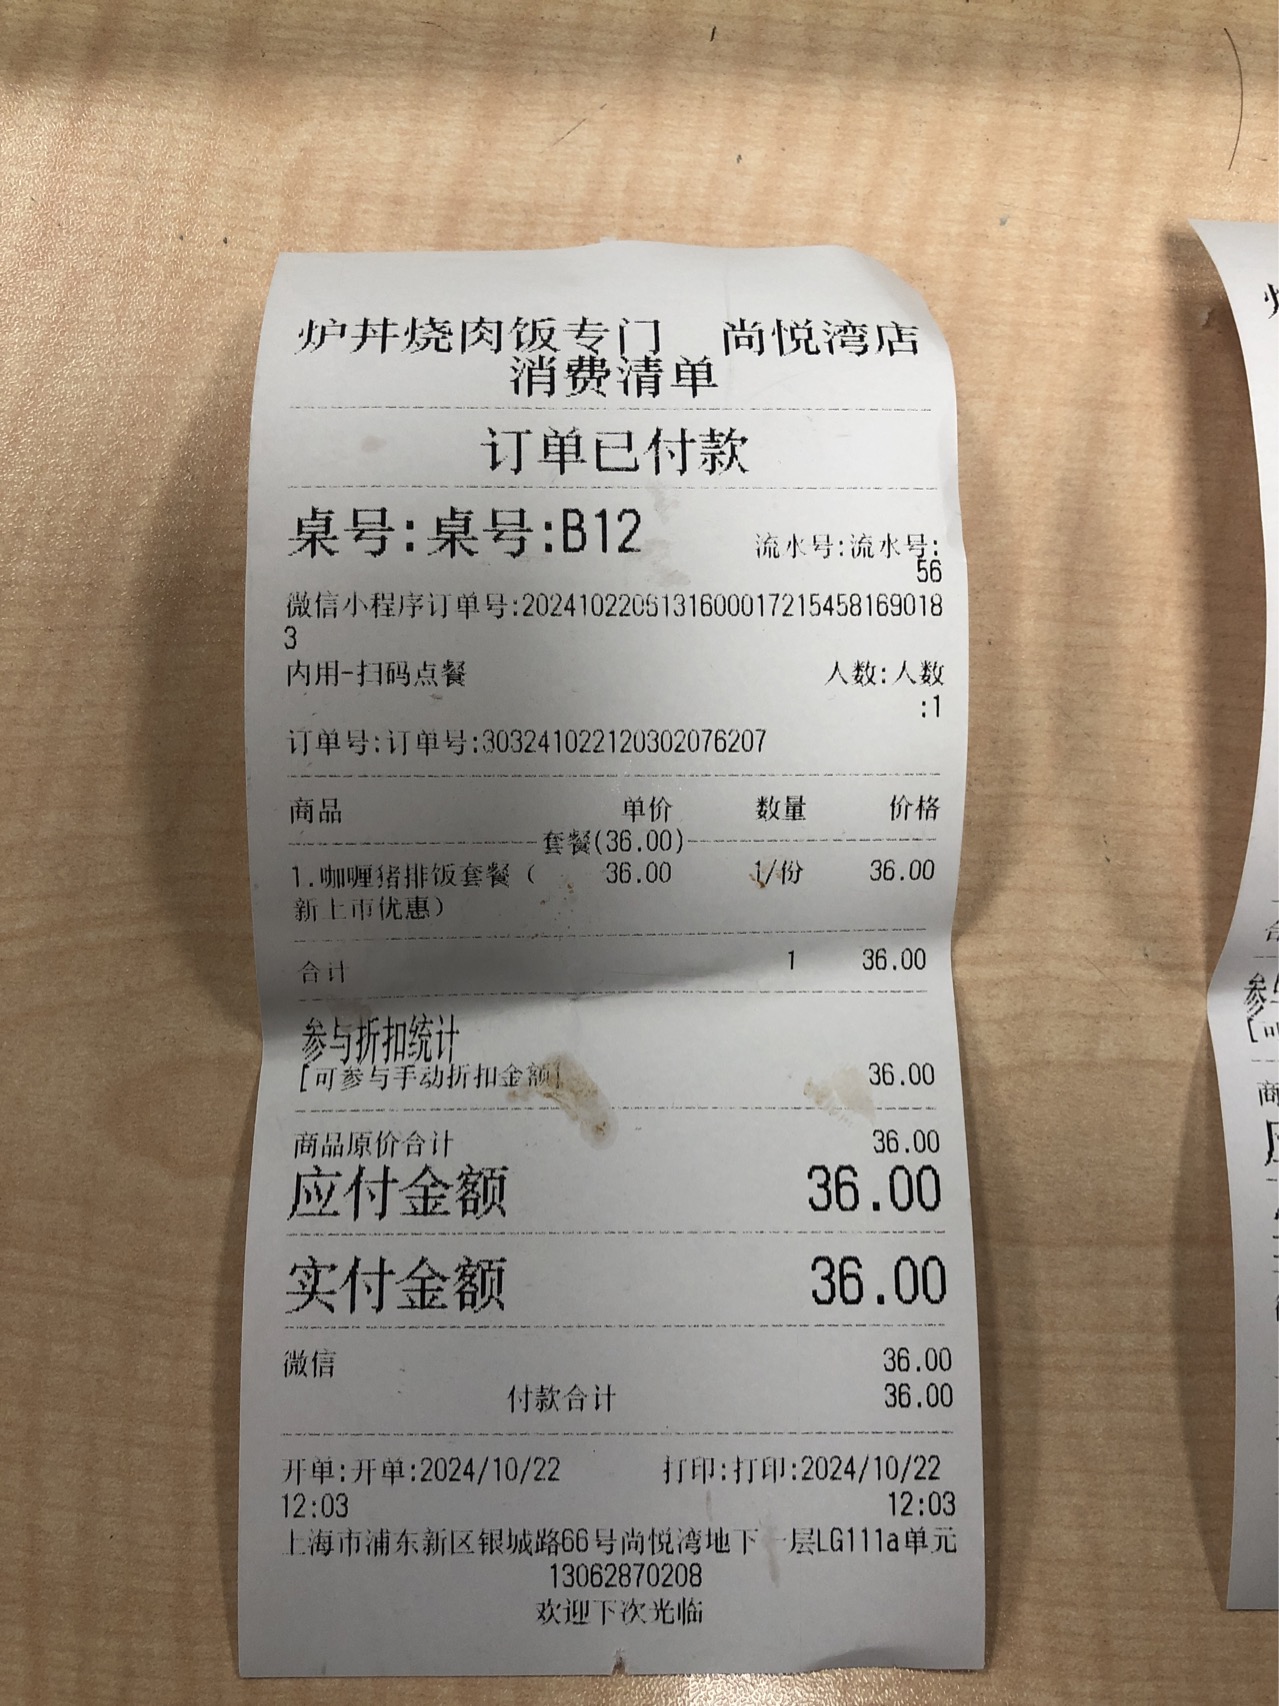 炉丼烧肉饭专门 尚悦湾店
消费清单
订单已付款
桌号:桌号:B12
流水号:流水号:
56
微信小程序订单号:2024102206131600017215458169018
3
内用-扫码点餐 人数:人数
:1
订单号:订单号:303241022120302076207
商品 单价 数量 价格
套餐(36.00)
1.咖喱猪排饭套餐( 36.00 1/份 36.00
新上市优惠)
合计 1 36.00
参与折扣统计
[可参与手动折扣金额] 36.00
商品原价合计 36.00
应付金额 36.00
实付金额 36.00
微信 36.00
付款合计 36.00
开单:开单:2024/10/22 打印:打印:2024/10/22
12:03 12:03
上海市浦东新区银城路66号尚悦湾地下一层LG111a单元
13062870208
欢迎下次光临